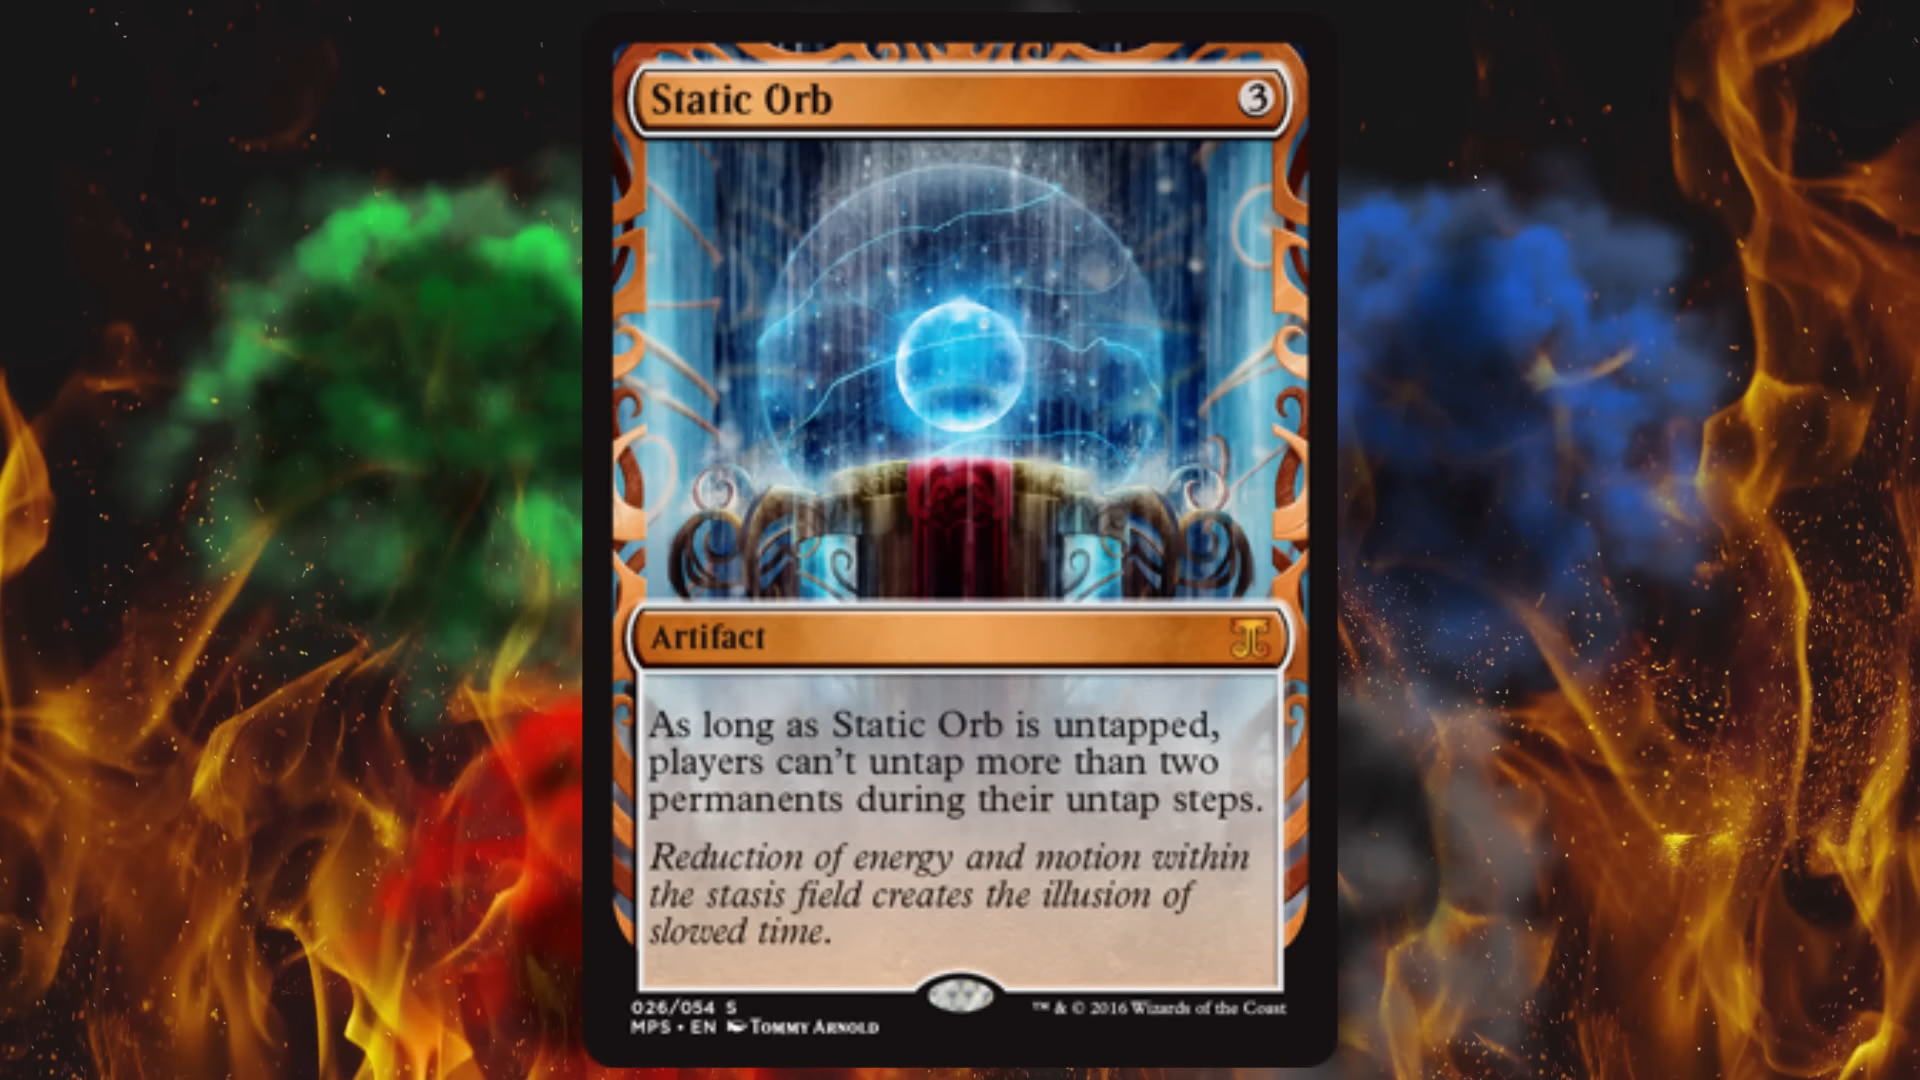 Static Orb 3
Artifact
As long as Static Orb is untapped,
players can't untap more than two
permanents during their untap steps.
Reduction of energy and motion within
the stasis field creates the illusion of
slowed time.
026/054 S
™ & © 2016 Wizards of the Coast
MPS • EN Tommy Arnold